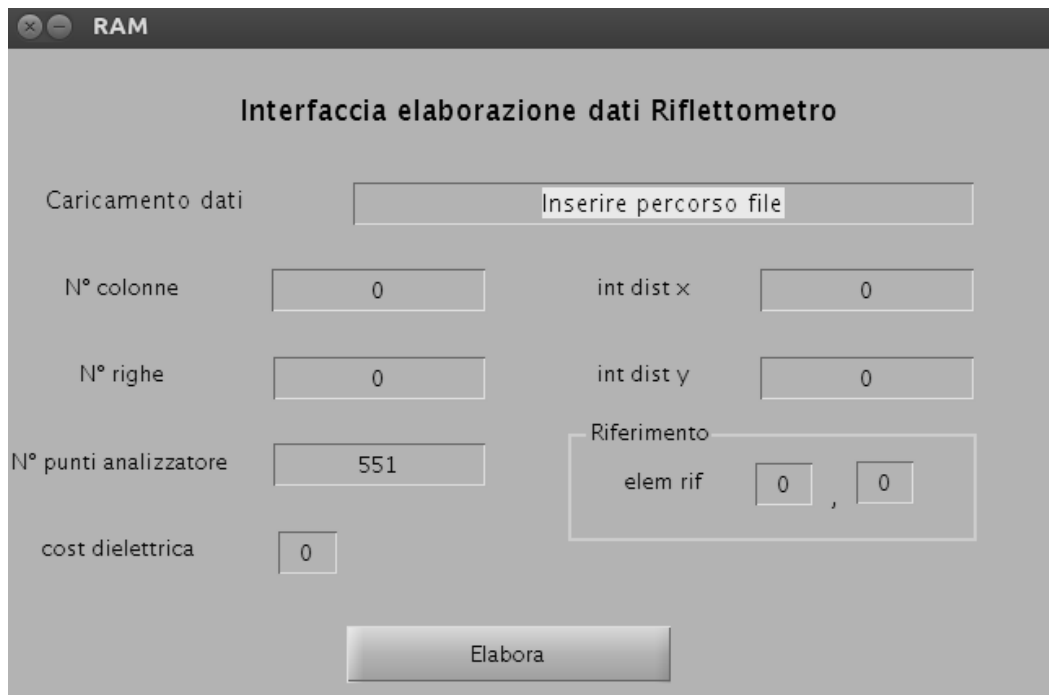 RAM
Interfaccia elaborazione dati Riflettometro
Caricamento dati Inserire percorso file
N° colonne 0 int dist x 0
N° righe 0 int dist y 0
Riferimento
N° punti analizzatore 551 elem rif 0 , 0
cost dielettrica 0
Elabora